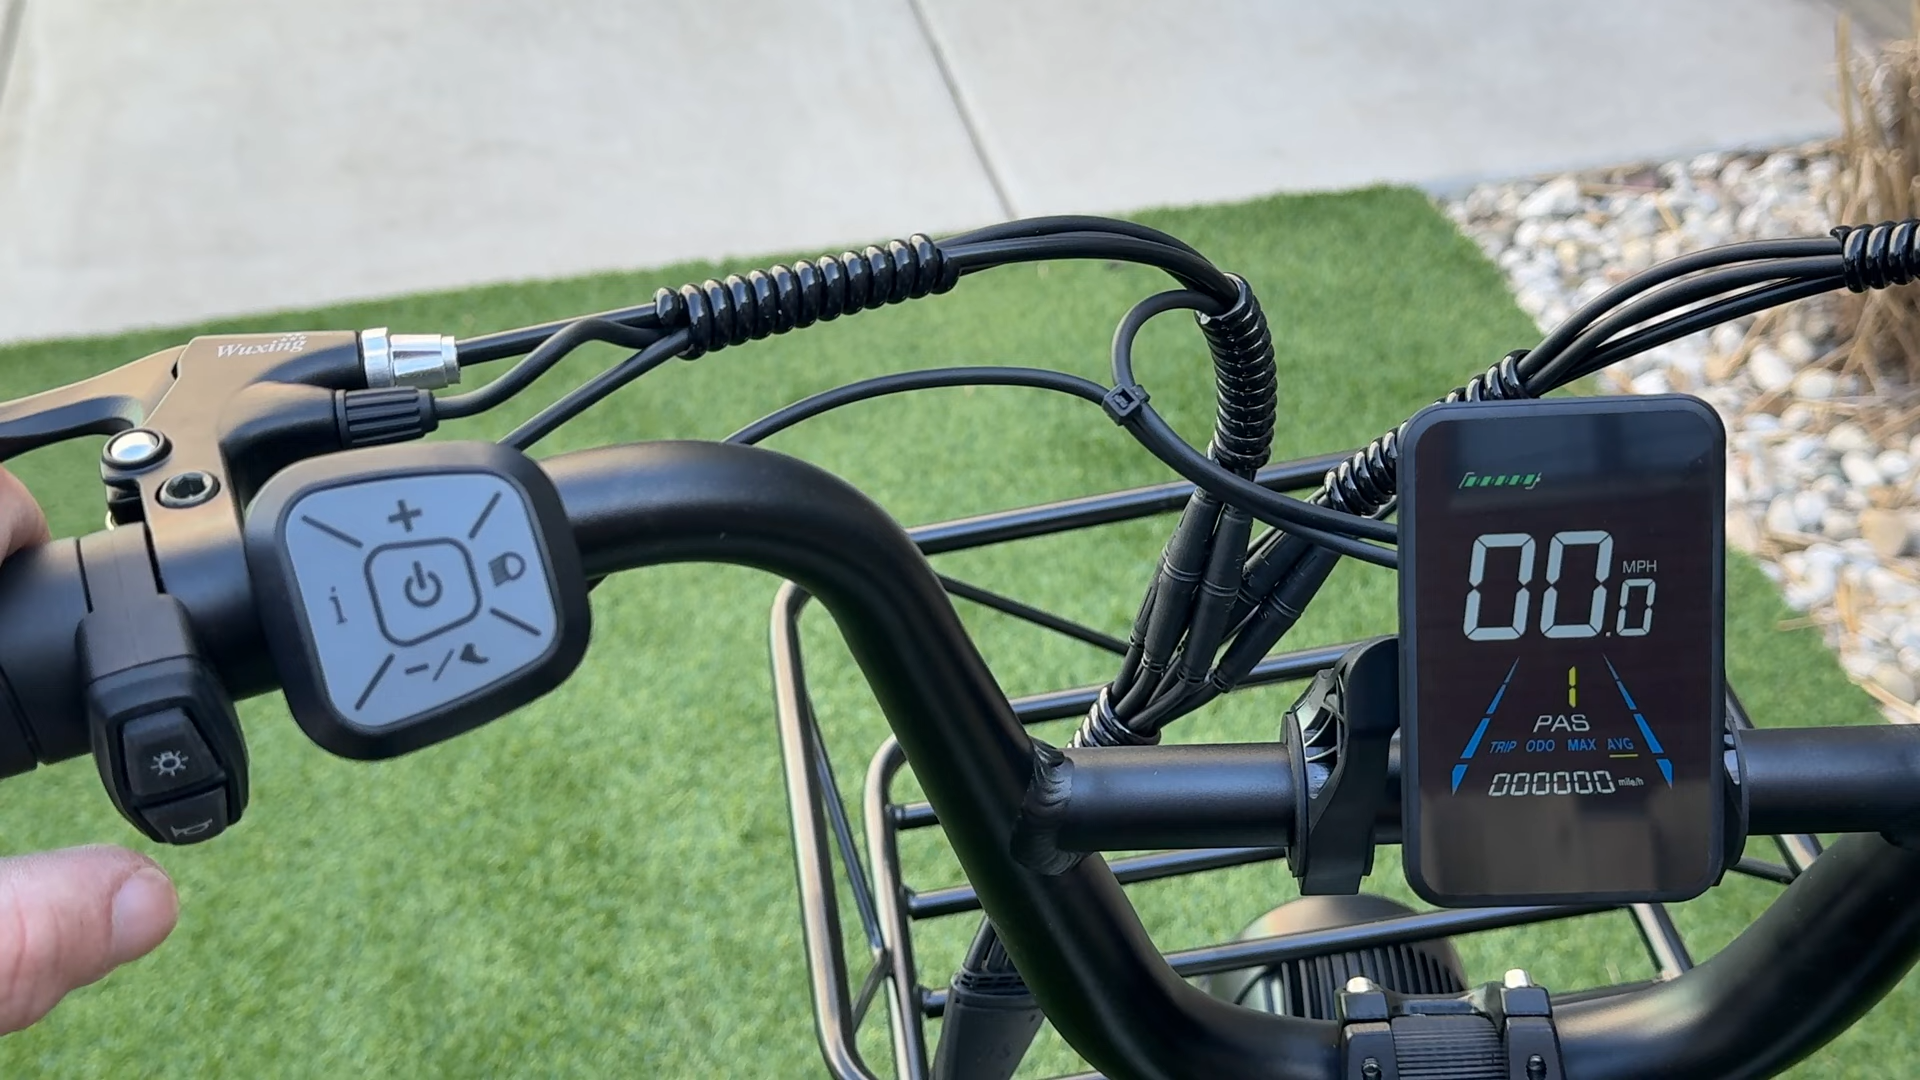 Wuxing
+
i
-/
00.0
MPH
1
PAS
TRIP ODO MAX AVG
000000 mile/h